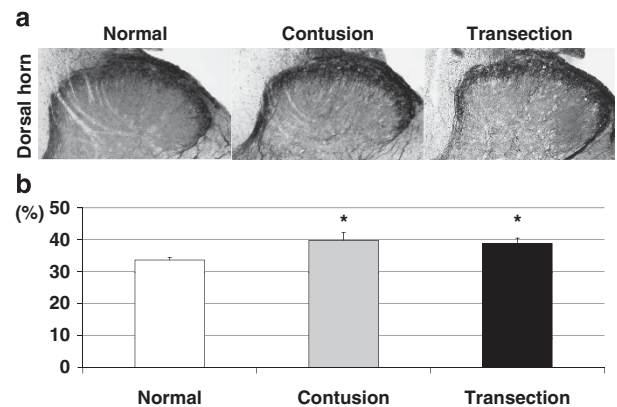 a
Normal Contusion Transection
Dorsal horn
b
(%) 50
* *
40
30
20
10
0
Normal Contusion Transection